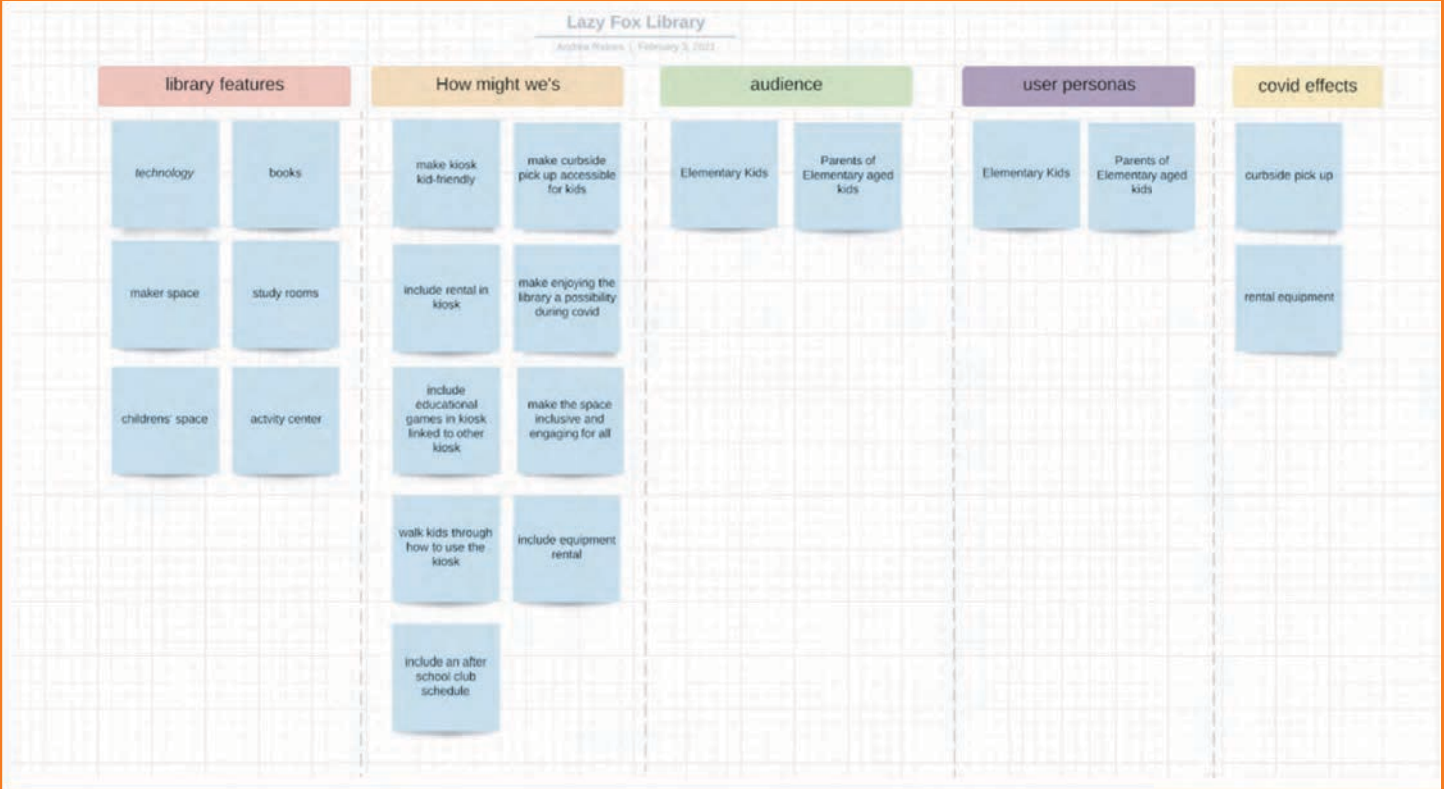 Lazy Fox Library
February 3, 2021
library features
technology
books
maker space
study rooms
childrens' space
actvity center
How might we's
make kiosk
kid-friendly
make curbside
pick up accessible
for kids
include rental in
kiosk
make enjoying the
library a possibility
during covid
include
educational
games in kiosk
linked to other
kiosk
make the space
inclusive and
engaging for all
walk kids through
how to use the
kiosk
include equipment
rental
include an after
school club
schedule
audience
Elementary Kids
Parents of
Elementary aged
kids
user personas
Elementary Kids
Parents of
Elementary aged
kids
covid effects
curbside pick up
rental equipment